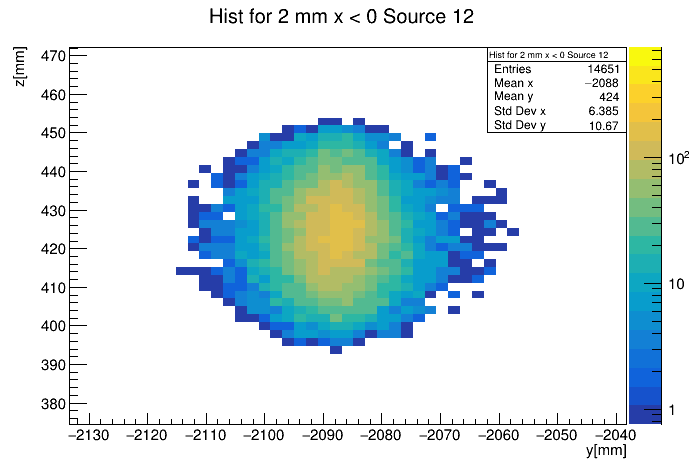 Hist for 2 mm x < 0 Source 12
z[mm]
470
460
450
440
430
420
410
400
390
380
−2130 −2120 −2110 −2100 −2090 −2080 −2070 −2060 −2050 −2040
y[mm]
Hist for 2 mm x < 0 Source 12
Entries 14651
Mean x −2088
Mean y 424
Std Dev x 6.385
Std Dev y 10.67
10²
10
1